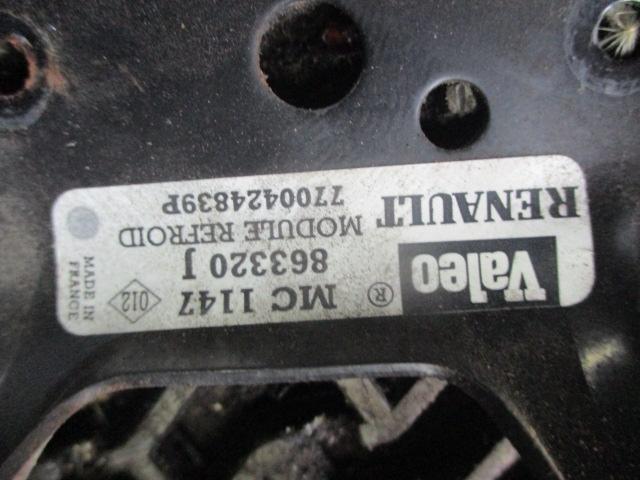 Valeo ® MC 1147
863320 J
RENAULT MODULE REFROID
7700424839P
012
MADE IN
FRANCE